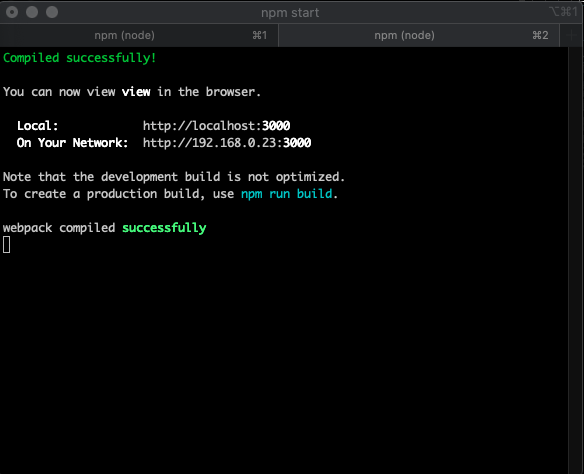 npm start
⌥⌘1
npm (node) ⌘1 npm (node) ⌘2
Compiled successfully!
You can now view view in the browser.
Local: http://localhost:3000
On Your Network: http://192.168.0.23:3000
Note that the development build is not optimized.
To create a production build, use npm run build.
webpack compiled successfully